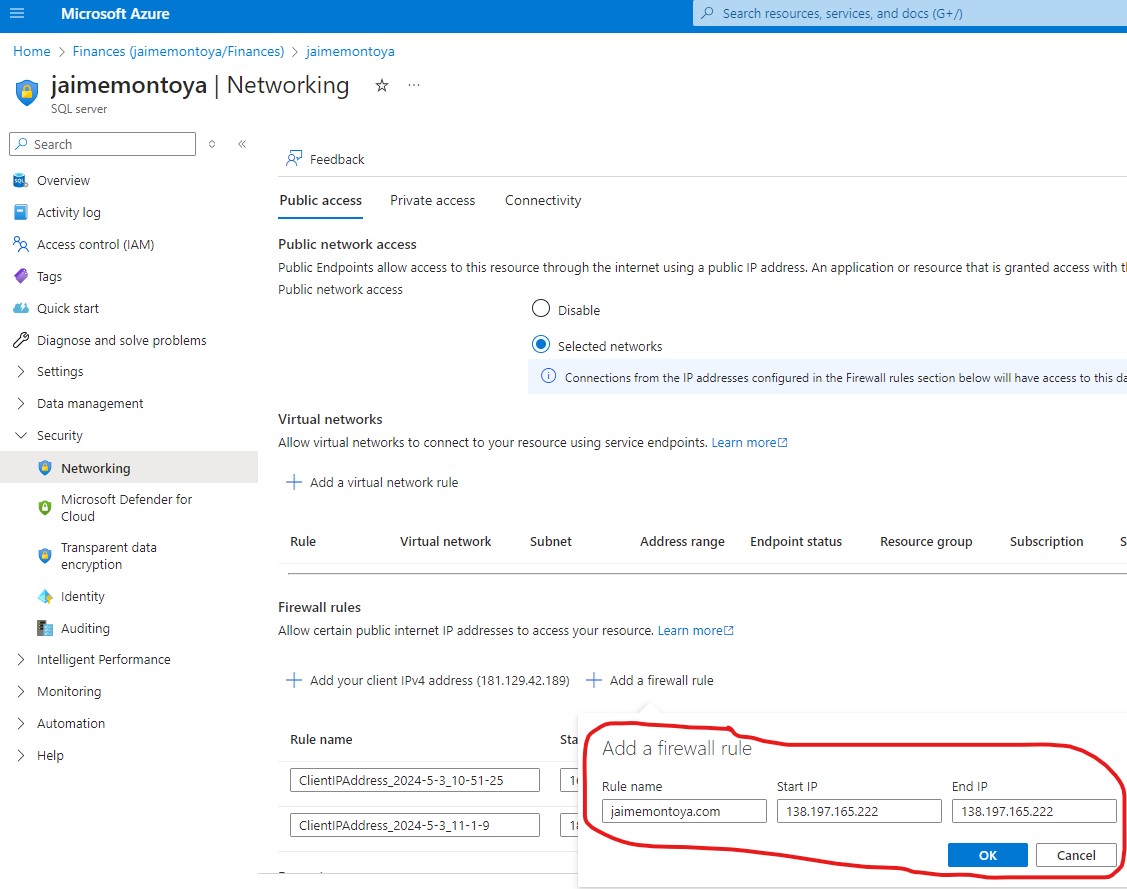 Microsoft Azure
Search resources, services, and docs (G+/)
Home > Finances (jaimemontoya/Finances) > jaimemontoya
jaimemontoya | Networking
SQL server
Search
Overview
Activity log
Access control (IAM)
Tags
Quick start
Diagnose and solve problems
Settings
Data management
Security
Networking
Microsoft Defender for
Cloud
Transparent data
encryption
Identity
Auditing
Intelligent Performance
Monitoring
Automation
Help
Feedback
Public access Private access Connectivity
Public network access
Public Endpoints allow access to this resource through the internet using a public IP address. An application or resource that is granted access with
Public network access
Disable
Selected networks
Connections from the IP addresses configured in the Firewall rules section below will have access to this
Virtual networks
Allow virtual networks to connect to your resource using service endpoints. Learn more
+ Add a virtual network rule
Rule Virtual network Subnet Address range Endpoint status Resource group Subscription S
Firewall rules
Allow certain public internet IP addresses to access your resource. Learn more
+ Add your client IPv4 address (181.129.42.189) + Add a firewall rule
Rule name Sta
ClientIPAddress_2024-5-3_10-51-25
ClientIPAddress_2024-5-3_11-1-9
Add a firewall rule
Rule name Start IP End IP
jaimemontoya.com 138.197.165.222 138.197.165.222
OK Cancel